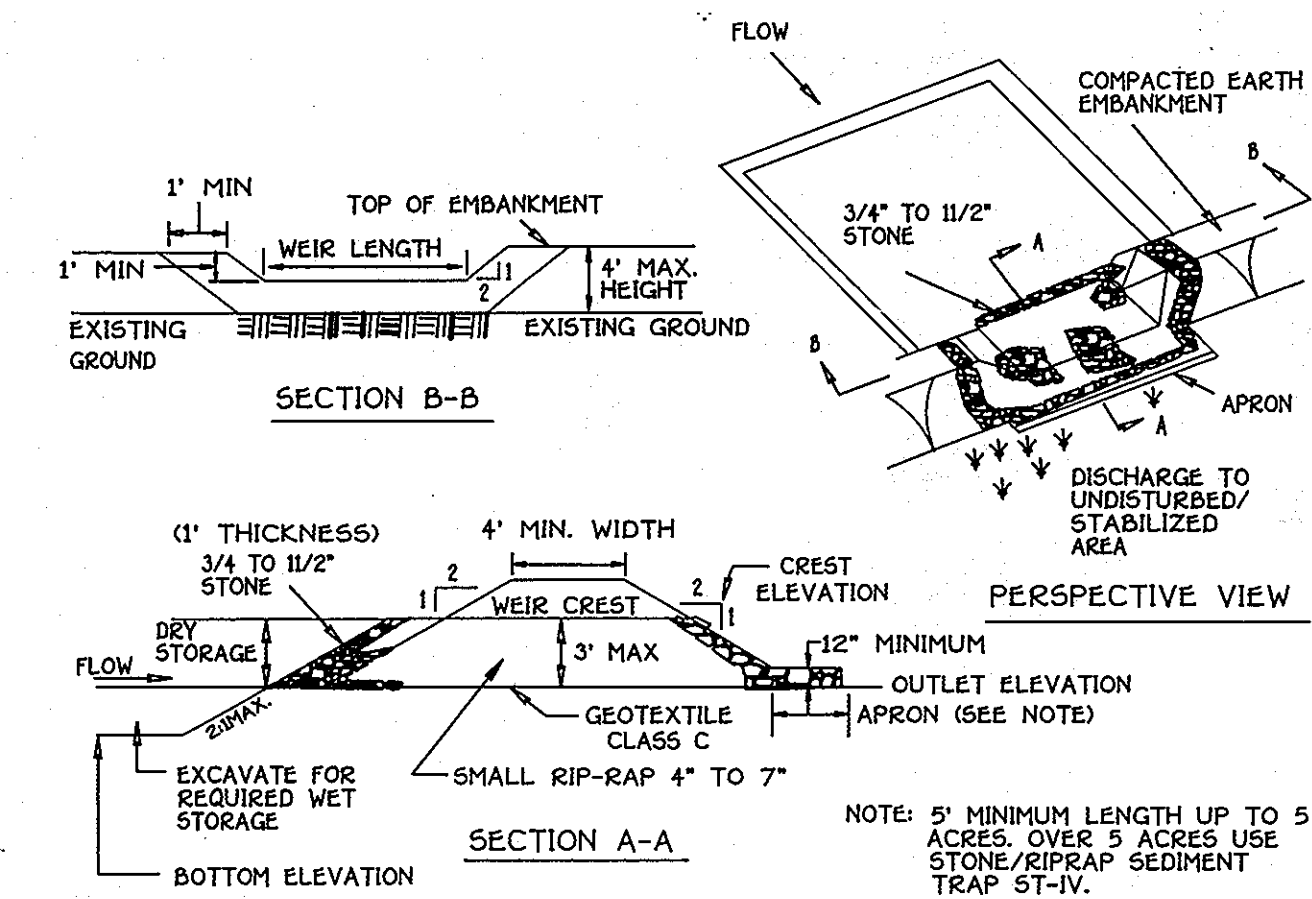 FLOW
COMPACTED EARTH
EMBANKMENT
B
3/4" TO 11/2"
STONE
A
B
A
APRON
DISCHARGE TO
UNDISTURBED/
STABILIZED
AREA
PERSPECTIVE VIEW
1' MIN
TOP OF EMBANKMENT
WEIR LENGTH
1' MIN
1
2
4' MAX.
HEIGHT
EXISTING
GROUND
EXISTING GROUND
SECTION B-B
(1' THICKNESS)
3/4 TO 11/2"
STONE
4' MIN. WIDTH
2
1
WEIR CREST
2
1
CREST
ELEVATION
DRY
STORAGE
FLOW
3' MAX
12" MINIMUM
OUTLET ELEVATION
2:1MAX.
GEOTEXTILE
CLASS C
APRON (SEE NOTE)
EXCAVATE FOR
REQUIRED WET
STORAGE
SMALL RIP-RAP 4" TO 7"
SECTION A-A
BOTTOM ELEVATION
NOTE: 5' MINIMUM LENGTH UP TO 5
ACRES. OVER 5 ACRES USE
STONE/RIPRAP SEDIMENT
TRAP ST-IV.